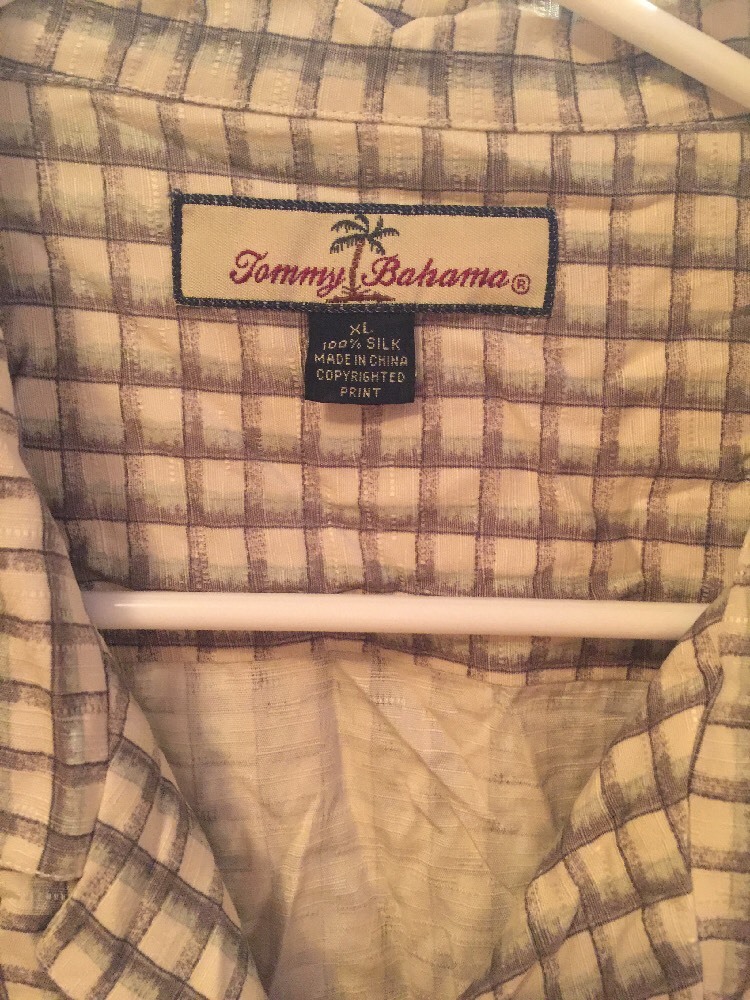 Tommy Bahama®
XL
100% SILK
MADE IN CHINA
COPYRIGHTED
PRINT